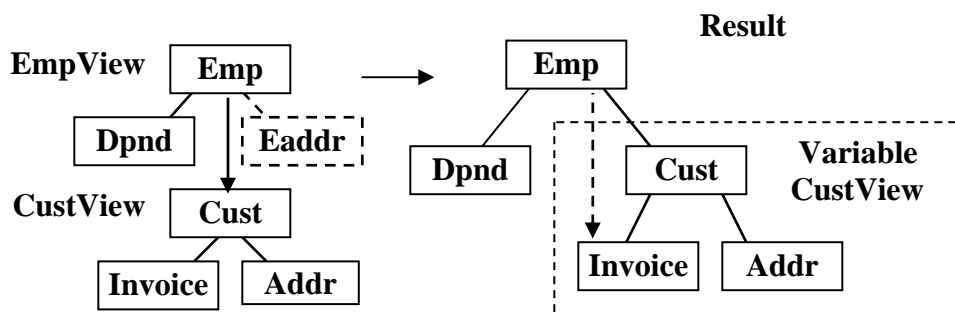 Result
EmpView Emp Emp
Dpnd Eaddr Dpnd Cust Variable
CustView
CustView Cust
Invoice Addr Invoice Addr